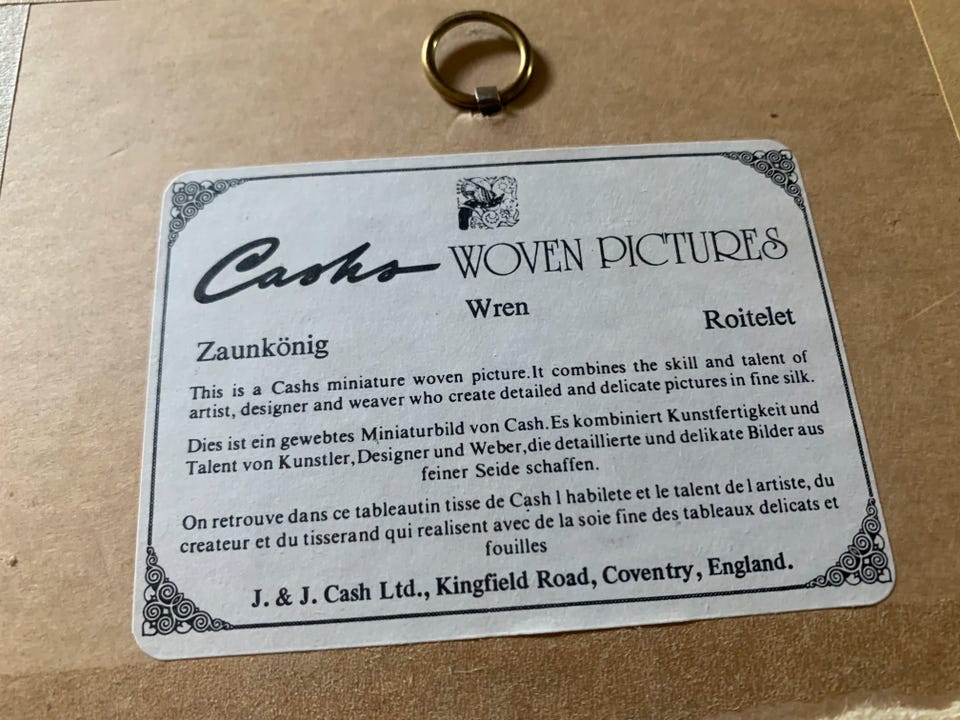 Cashs WOVEN PICTURES
Wren
Zaunkönig Roitelet
This is a Cashs miniature woven picture.It combines the skill and talent of
artist, designer and weaver who create detailed and delicate pictures in fine silk.
Dies ist ein gewebtes Miniaturbild von Cash.Es kombiniert Kunstfertigkeit und
Talent von Kunstler,Designer und Weber,die detaillierte und delikate Bilder aus
feiner Seide schaffen.
On retrouve dans ce tableautin tisse de Cash l habilete et le talent de l artiste, du
createur et du tisserand qui realisent avec de la soie fine des tableaux delicats et
fouilles
J. & J. Cash Ltd., Kingfield Road, Coventry, England.